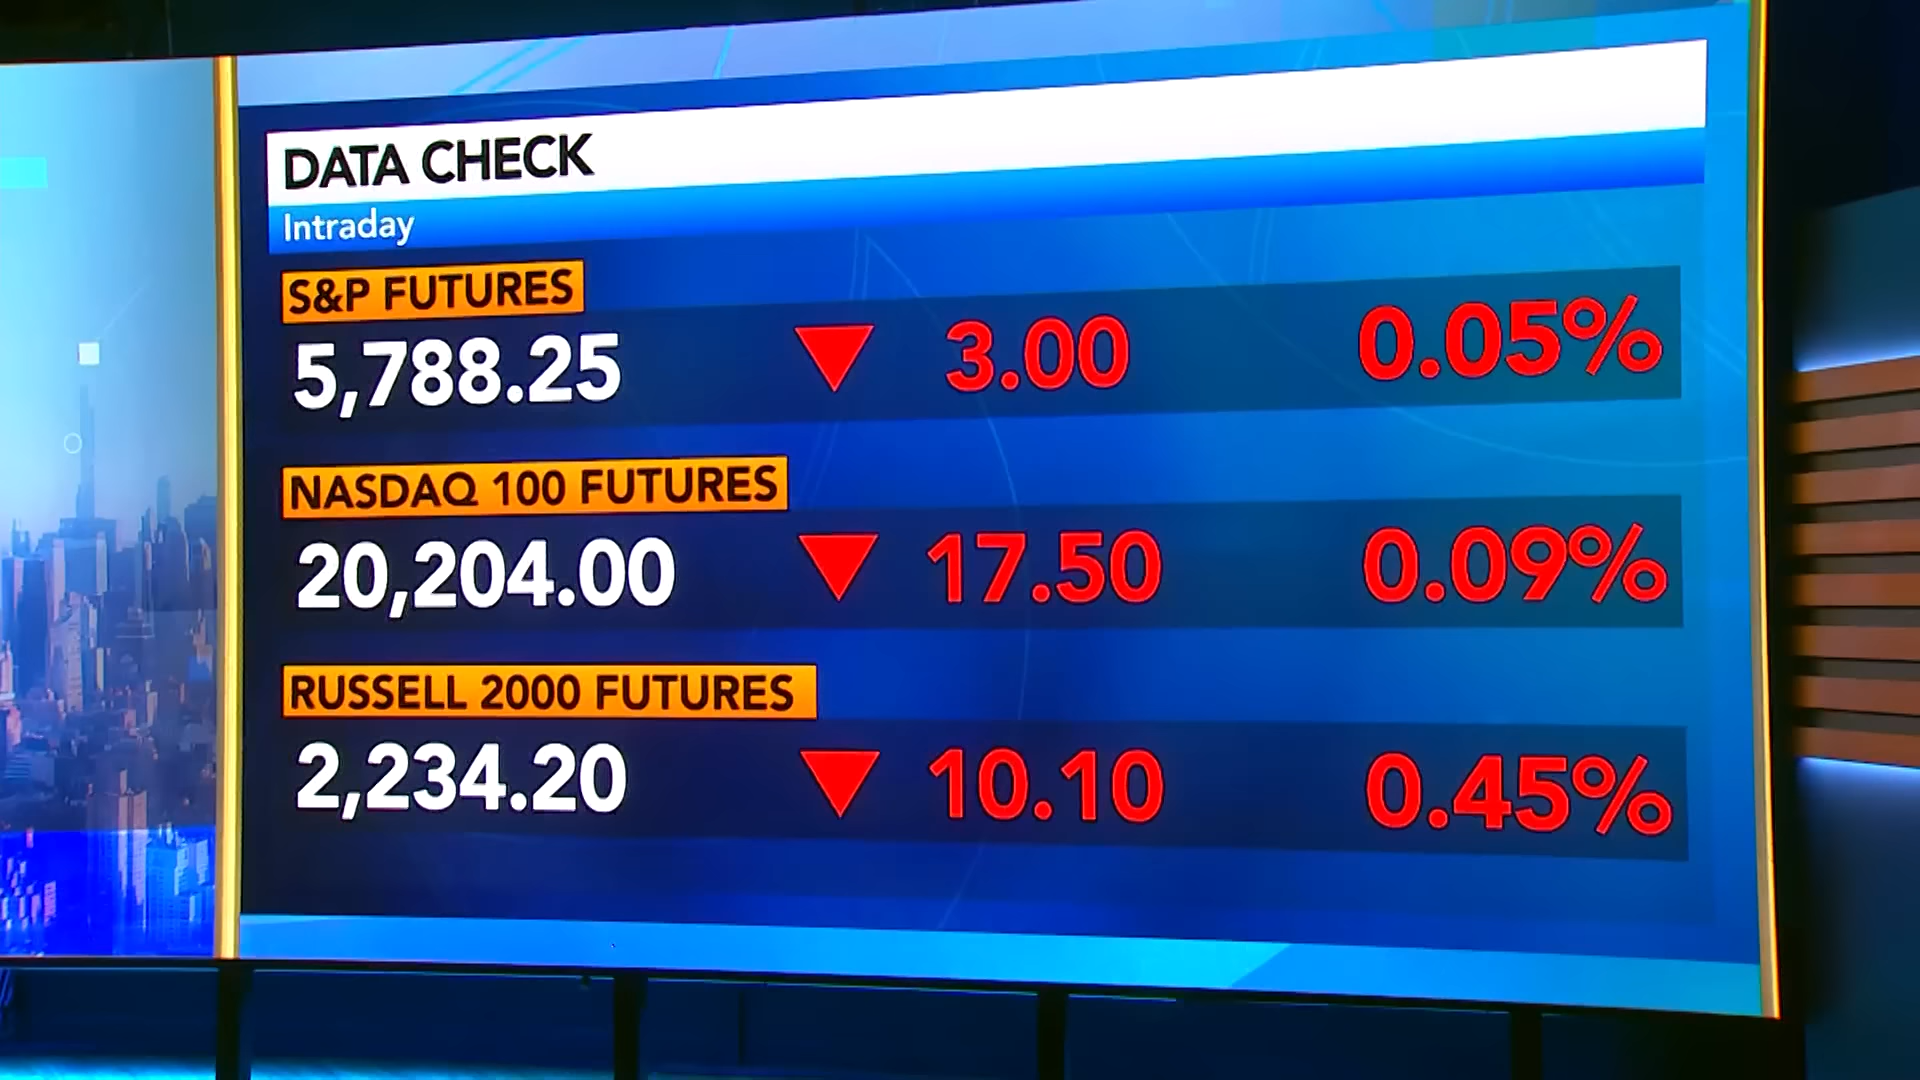 DATA CHECK
Intraday
S&P FUTURES
5,788.25 ▼ 3.00 0.05%
NASDAQ 100 FUTURES
20,204.00 ▼ 17.50 0.09%
RUSSELL 2000 FUTURES
2,234.20 ▼ 10.10 0.45%